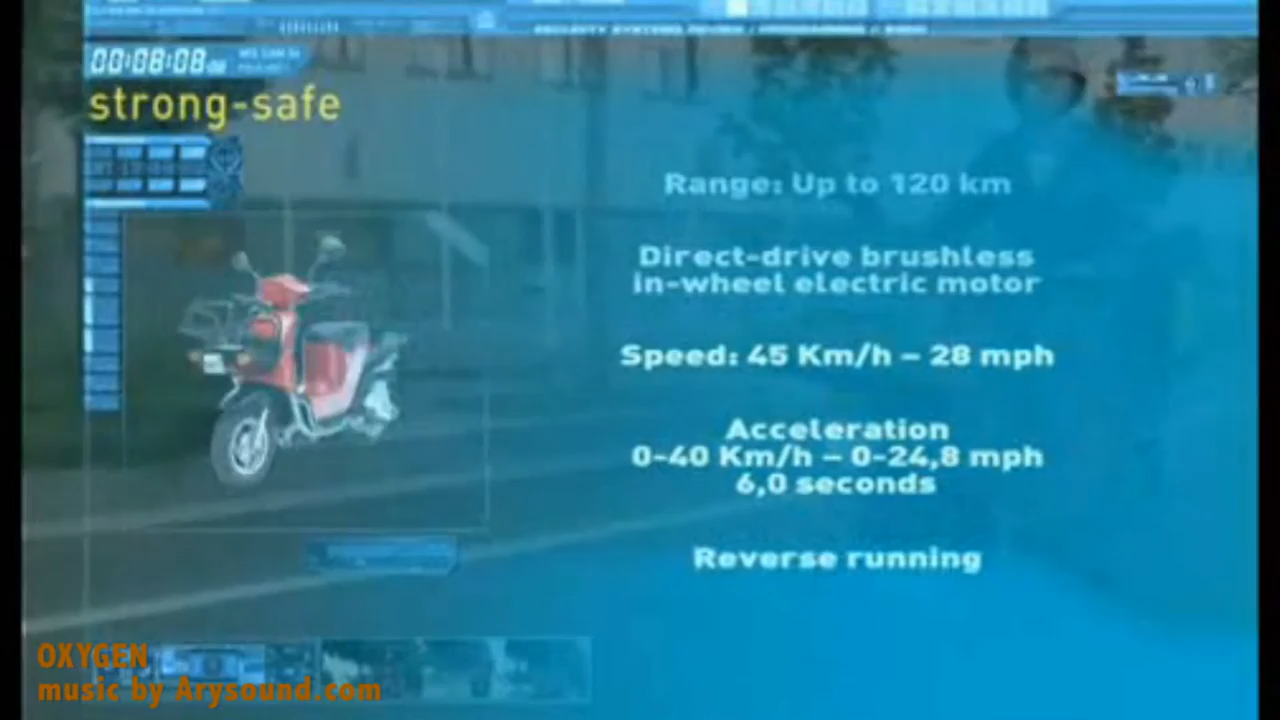 00:08:08:08
strong-safe
Range: Up to 120 km
Direct-drive brushless
in-wheel electric motor
Speed: 45 Km/h – 28 mph
Acceleration
0-40 Km/h – 0-24,8 mph
6,0 seconds
Reverse running
OXYGEN
music by Arysound.com